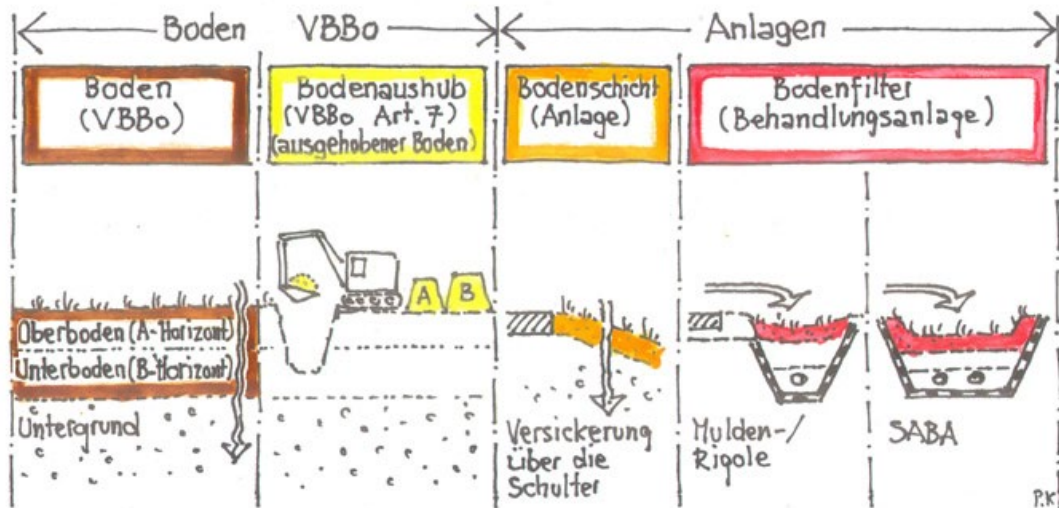 Boden VBBo
Anlagen
Boden
(VBBo)
Bodenaushub
(VBBo Art. 7)
(ausgehobener Boden)
Bodenschicht
(Anlage)
Bodenfilter
(Behandlungsanlage)
A B
Oberboden (A-Horizont)
Unterboden (B-Horizont)
Untergrund
Versickerung
über die
Schulter
Mulden-/
Rigole
SABA
P.K